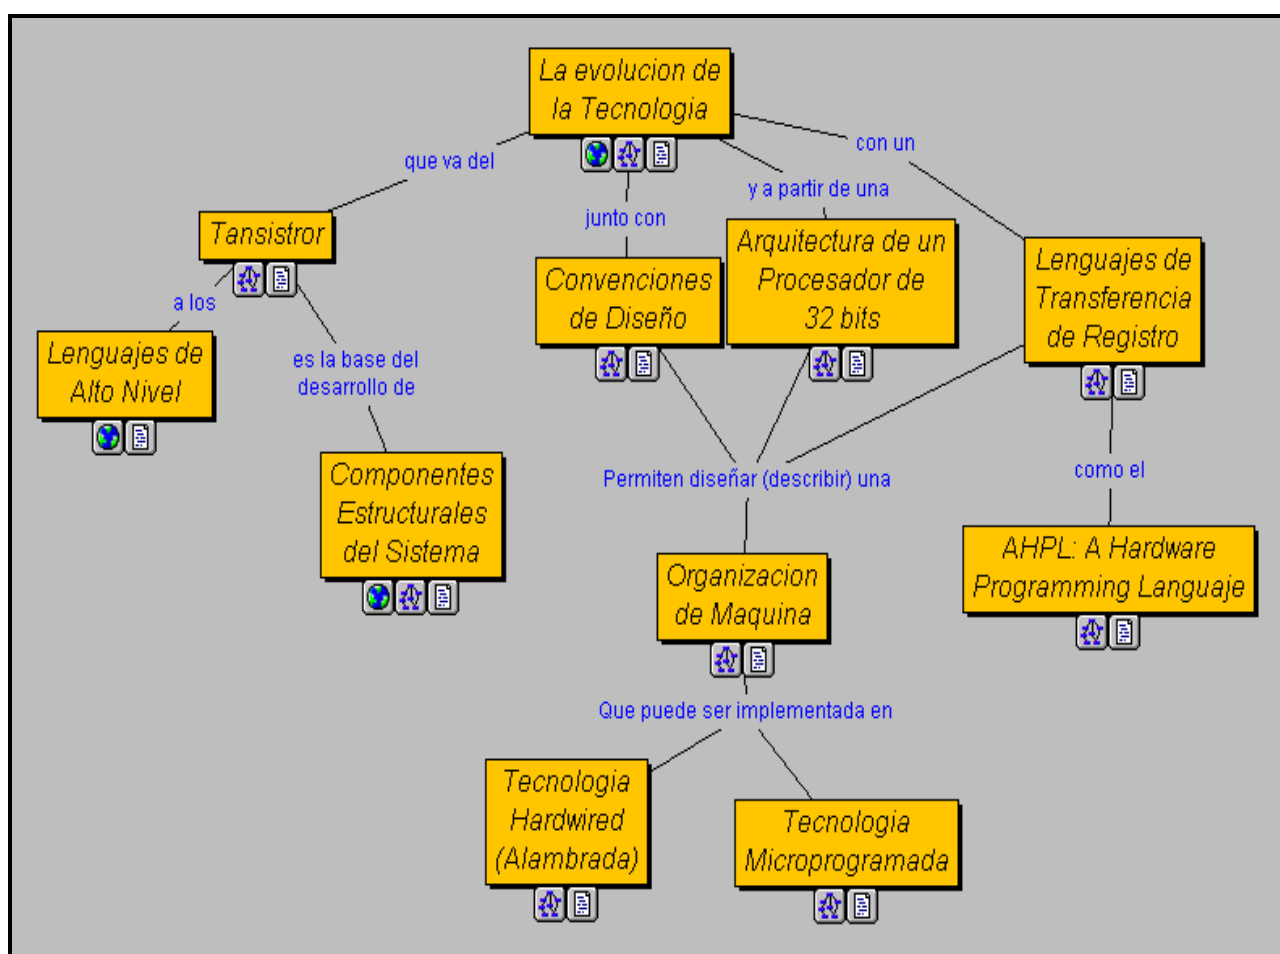 La evolucion de
la Tecnologia
que va del
con un
y a partir de una
junto con
Tansistror
Convenciones
de Diseño
Arquitectura de un
Procesador de
32 bits
Lenguajes de
Transferencia
de Registro
a los
Lenguajes de
Alto Nivel
es la base del
desarrollo de
Componentes
Estructurales
del Sistema
Permiten diseñar (describir) una
como el
Organizacion
de Maquina
AHPL: A Hardware
Programming Languaje
Que puede ser implementada en
Tecnologia
Hardwired
(Alambrada)
Tecnologia
Microprogramada